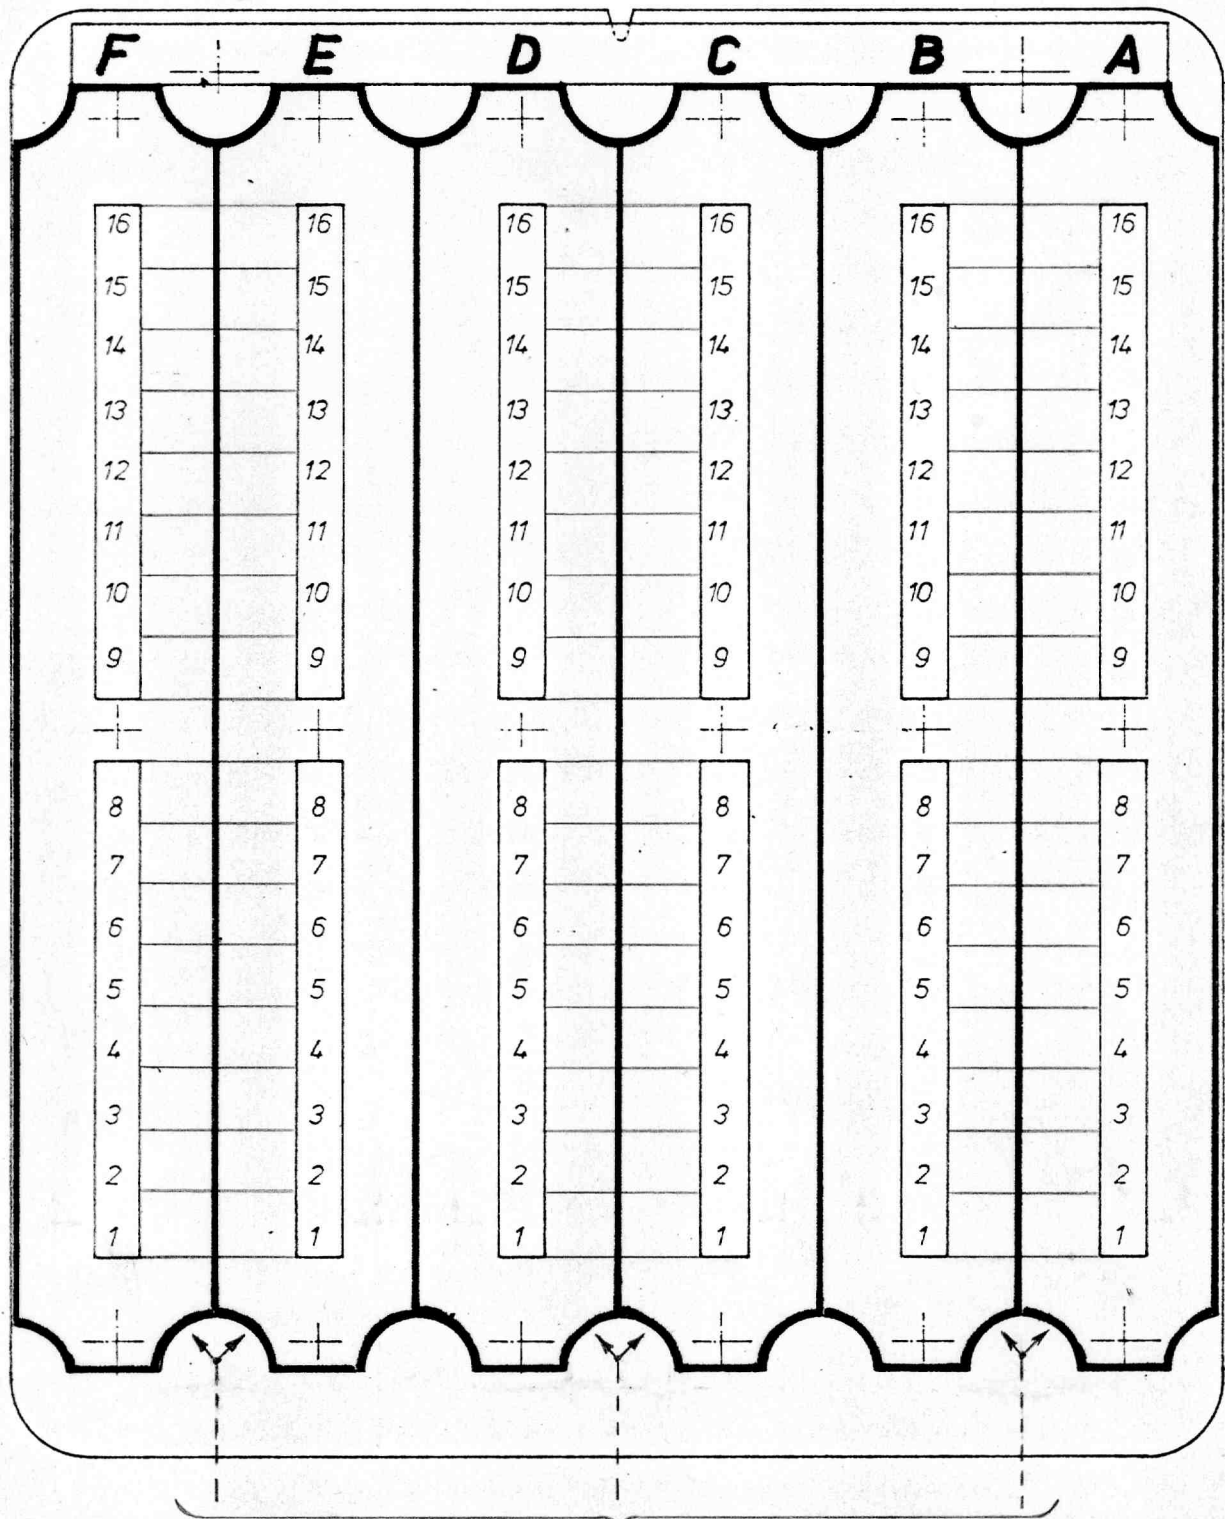 F E D C B A
16 16 16 16 16 16
15 15 15 15 15 15
14 14 14 14 14 14
13 13 13 13 13 13
12 12 12 12 12 12
11 11 11 11 11 11
10 10 10 10 10 10
9 9 9 9 9 9
8 8 8 8 8 8
7 7 7 7 7 7
6 6 6 6 6 6
5 5 5 5 5 5
4 4 4 4 4 4
3 3 3 3 3 3
2 2 2 2 2 2
1 1 1 1 1 1